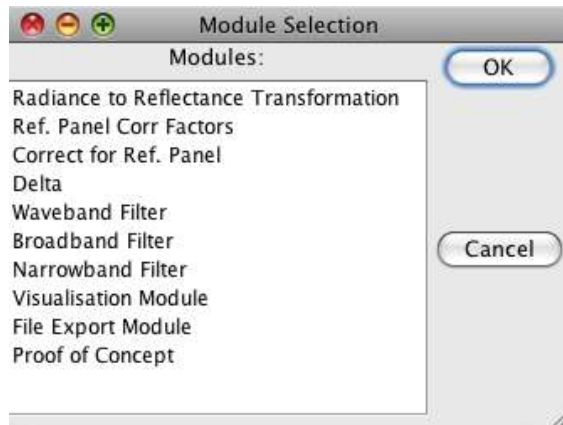 Module Selection
Modules:
Radiance to Reflectance Transformation
Ref. Panel Corr Factors
Correct for Ref. Panel
Delta
Waveband Filter
Broadband Filter
Narrowband Filter
Visualisation Module
File Export Module
Proof of Concept
OK
Cancel